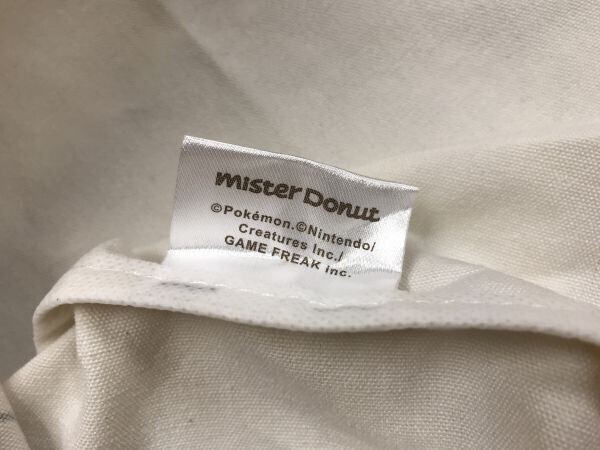 mister Donut
©Pokémon.©Nintendo/
Creatures Inc./
GAME FREAK inc.